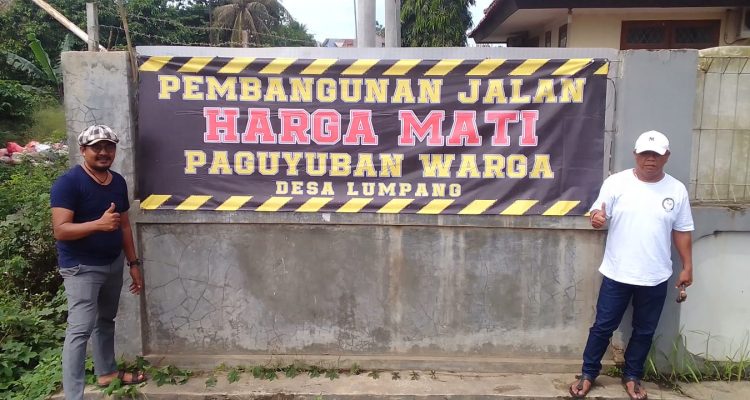 PEMBANGUNAN JALAN
HARGA MATI
PAGUYUBAN WARGA
DESA LUMPANG